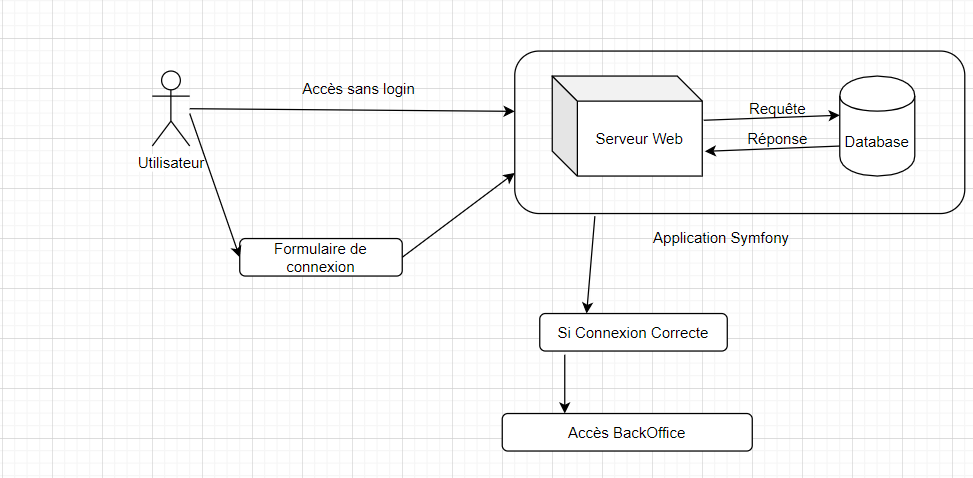 Accès sans login
Utilisateur
Serveur Web
Requête
Réponse
Database
Formulaire de
connexion
Application Symfony
Si Connexion Correcte
Accès BackOffice